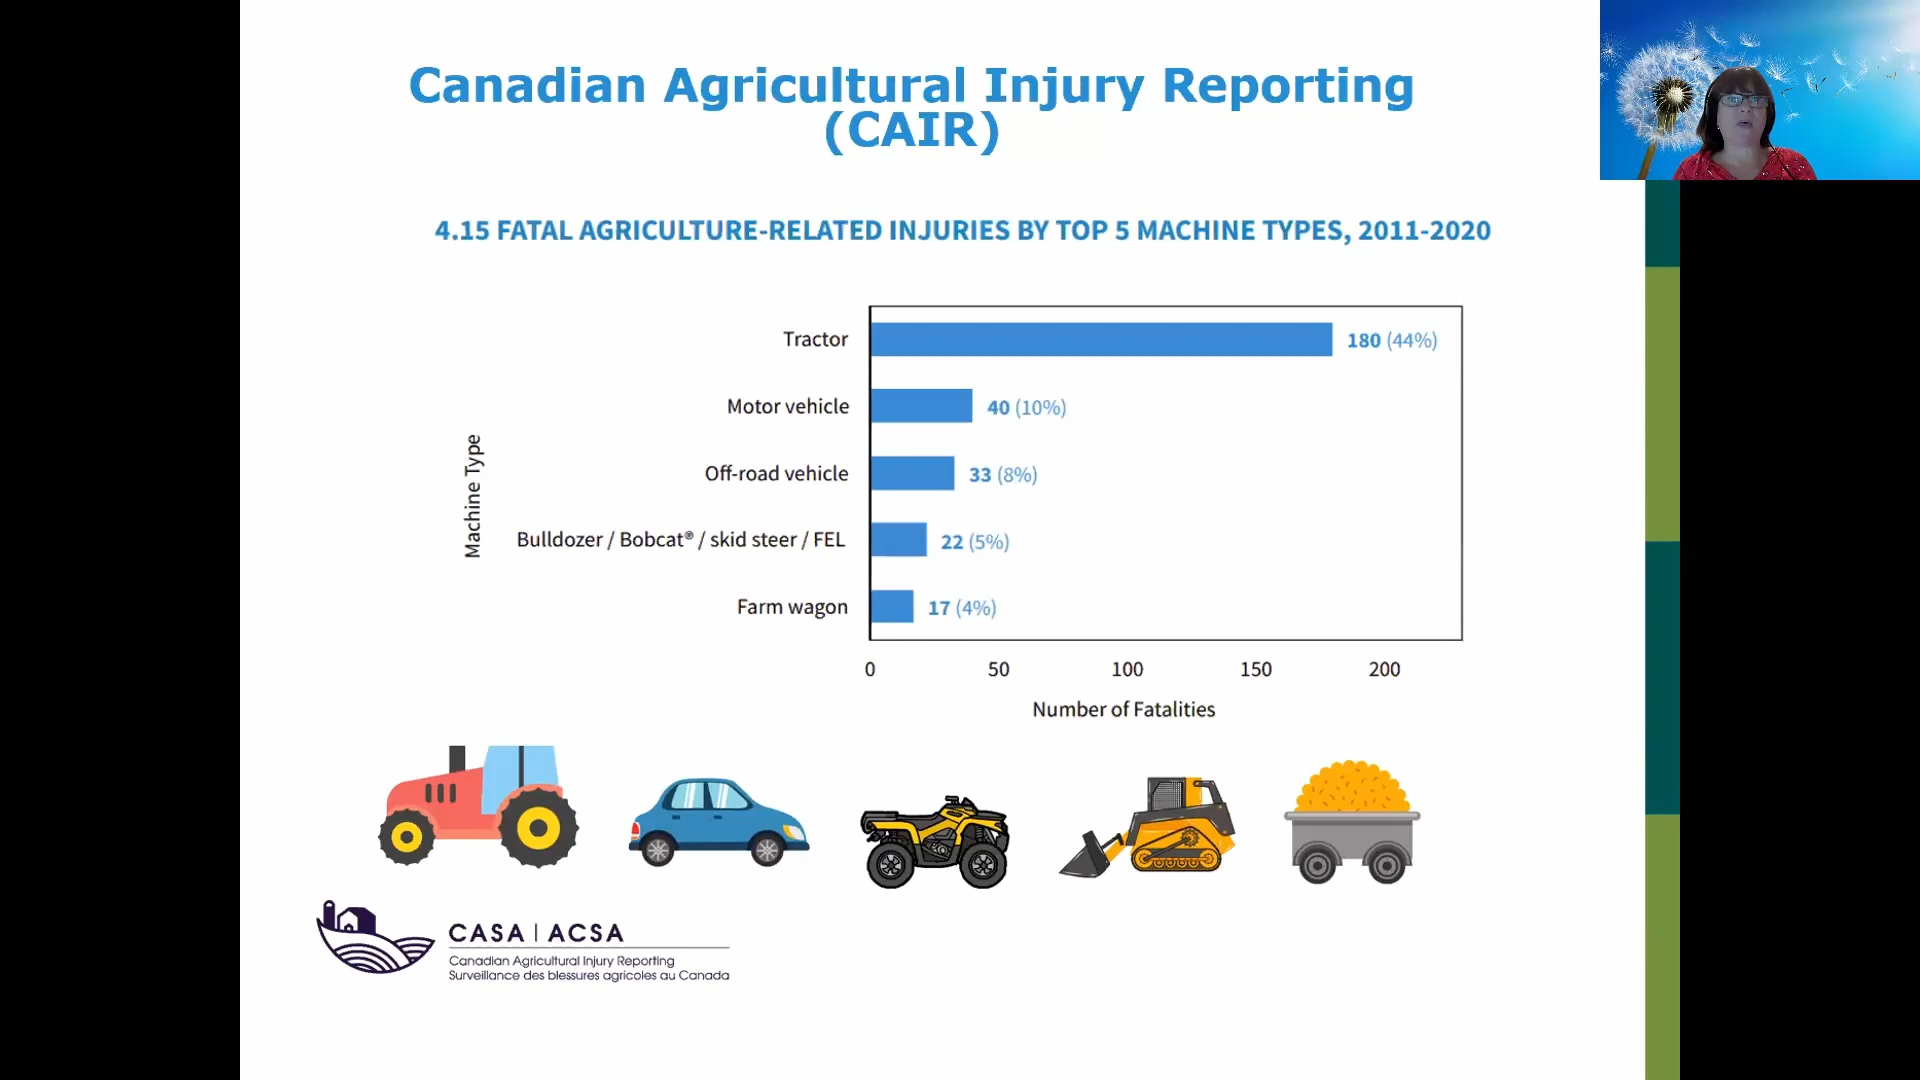 Canadian Agricultural Injury Reporting
(CAIR)
4.15 FATAL AGRICULTURE-RELATED INJURIES BY TOP 5 MACHINE TYPES, 2011-2020
Machine Type
Tractor
180 (44%)
Motor vehicle
40 (10%)
Off-road vehicle
33 (8%)
Bulldozer / Bobcat® / skid steer / FEL
22 (5%)
Farm wagon
17 (4%)
0 50 100 150 200
Number of Fatalities
CASA | ACSA
Canadian Agricultural Injury Reporting
Surveillance des blessures agricoles au Canada